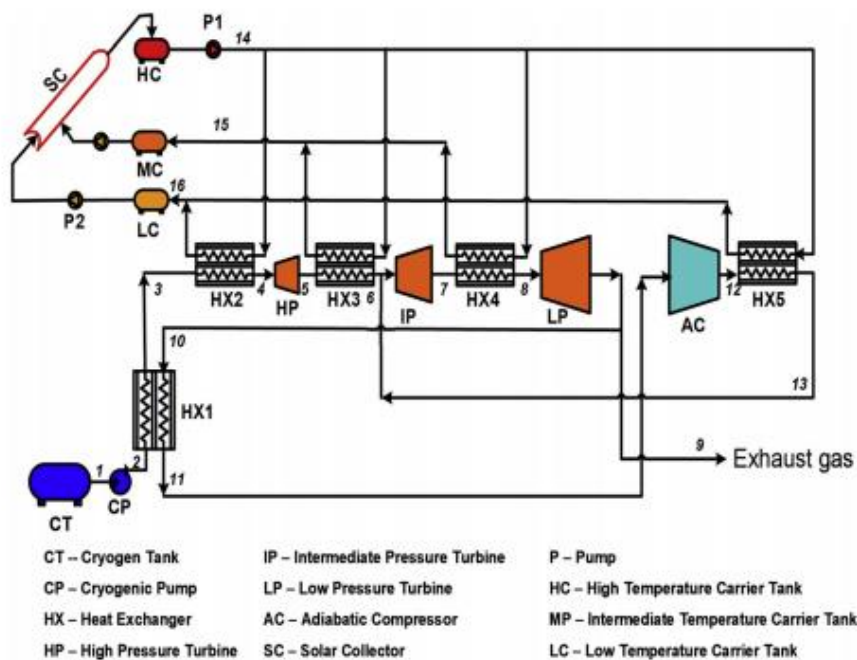 P1
14
HC
SC
15
MC
16
P2
LC
3
HX2
4
HP
5
HX3
6
IP
7
HX4
8
LP
AC
12
HX5
10
13
HX1
9
Exhaust gas
1
2
11
CP
CT
CT – Cryogen Tank
IP – Intermediate Pressure Turbine
P – Pump
CP – Cryogenic Pump
LP – Low Pressure Turbine
HC – High Temperature Carrier Tank
HX – Heat Exchanger
AC – Adiabatic Compressor
MP – Intermediate Temperature Carrier Tank
HP – High Pressure Turbine
SC – Solar Collector
LC – Low Temperature Carrier Tank